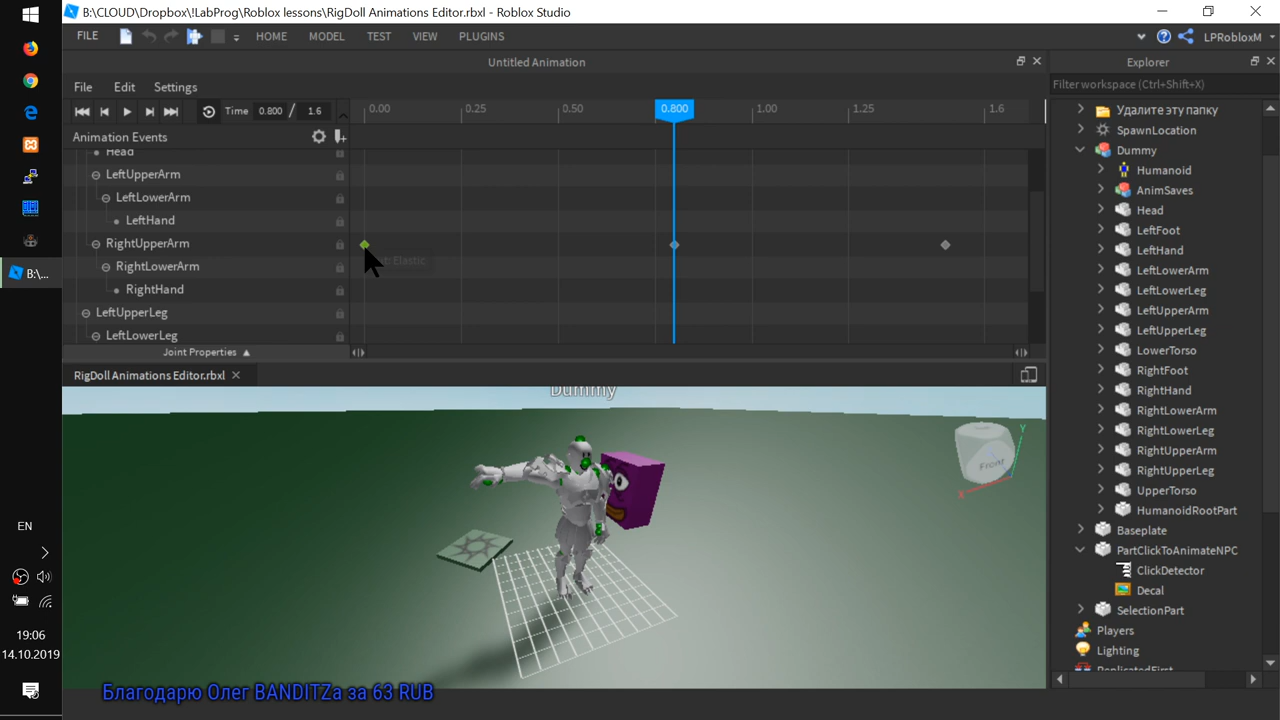 B:\CLOUD\Dropbox\!LabProg\Roblox lessons\RigDoll Animations Editor.rbxl - Roblox Studio
FILE HOME MODEL TEST VIEW PLUGINS LPRobloxM
Untitled Animation
File Edit Settings
Time 0.800 / 1.6
0.00 0.25 0.50 0.800 1.00 1.25 1.6
Animation Events
Head
LeftUpperArm
LeftLowerArm
LeftHand
RightUpperArm
RightLowerArm
RightHand
LeftUpperLeg
LeftLowerLeg
Elastic
Joint Properties
RigDoll Animations Editor.rbxl
Dummy
Front
Y
X
Explorer
Filter workspace (Ctrl+Shift+X)
Удалите эту папку
SpawnLocation
Dummy
Humanoid
AnimSaves
Head
LeftFoot
LeftHand
LeftLowerArm
LeftLowerLeg
LeftUpperArm
LeftUpperLeg
LowerTorso
RightFoot
RightHand
RightLowerArm
RightLowerLeg
RightUpperArm
RightUpperLeg
UpperTorso
HumanoidRootPart
Baseplate
PartClickToAnimateNPC
ClickDetector
Decal
SelectionPart
Players
Lighting
ReplicatedFirst
B:\...
EN
19:06
14.10.2019
Благодарю Олег BANDITZa за 63 RUB